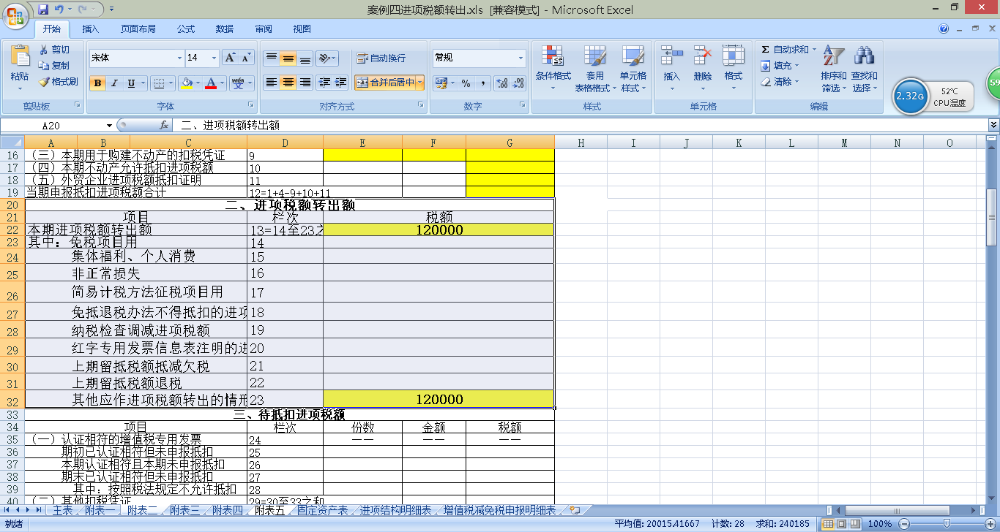 案例四进项税额转出.xls [兼容模式] - Microsoft Excel
开始 插入 页面布局 公式 数据 审阅 视图
粘贴 剪切 复制 格式刷 剪贴板
宋体 14 A A B I U A wén 字体
自动换行 合并后居中 对齐方式
常规 % , .0 .00 .00 .0 数字
条件格式 套用表格格式 单元格样式 样式
插入 删除 格式 单元格
Σ 自动求和 填充 清除 排序和筛选 查找和选择 编辑
2.32G 52℃ CPU温度 59
A20 fx 二、进项税额转出额
A B C D E F G H I J K L M N O
16 （三）本期用于购建不动产的扣税凭证 9
17 （四）本期不动产允许抵扣进项税额 10
18 （五）外贸企业进项税额抵扣证明 11
19 当期申报抵扣进项税额合计 12=1+4-9+10+11
20 二、进项税额转出额
21 项目 栏次 税额
22 本期进项税额转出额 13=14至23之 120000
23 其中：免税项目用 14
24 集体福利、个人消费 15
25 非正常损失 16
26 简易计税方法征税项目用 17
27 免抵退税办法不得抵扣的进项 18
28 纳税检查调减进项税额 19
29 红字专用发票信息表注明的进 20
30 上期留抵税额抵减欠税 21
31 上期留抵税额退税 22
32 其他应作进项税额转出的情形 23 120000
33 三、待抵扣进项税额
34 项目 栏次 份数 金额 税额
35 （一）认证相符的增值税专用发票 24 —— —— ——
36 期初已认证相符但未申报抵扣 25
37 本期认证相符且本期未申报抵扣 26
38 期末已认证相符但未申报抵扣 27
39 其中：按照税法规定不允许抵扣 28
40 （二）其他扣税凭证 29=30至33之和
主表 附表一 附表二 附表三 附表四 附表五 固定资产表 进项结构明细表 增值税减免税申报明细表
就绪 平均值: 20015.41667 计数: 28 求和: 240185 100%